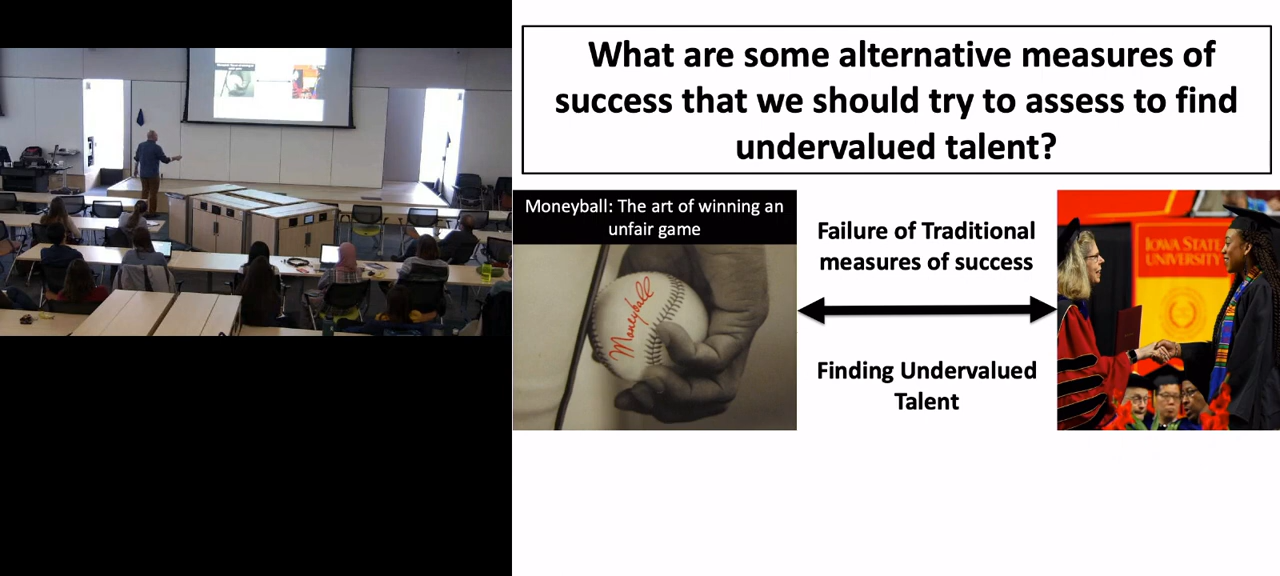 What are some alternative measures of
success that we should try to assess to find
undervalued talent?
Moneyball: The art of winning an
unfair game
Moneyball
Failure of Traditional
measures of success
Finding Undervalued
Talent
IOWA STATE
UNIVERSITY